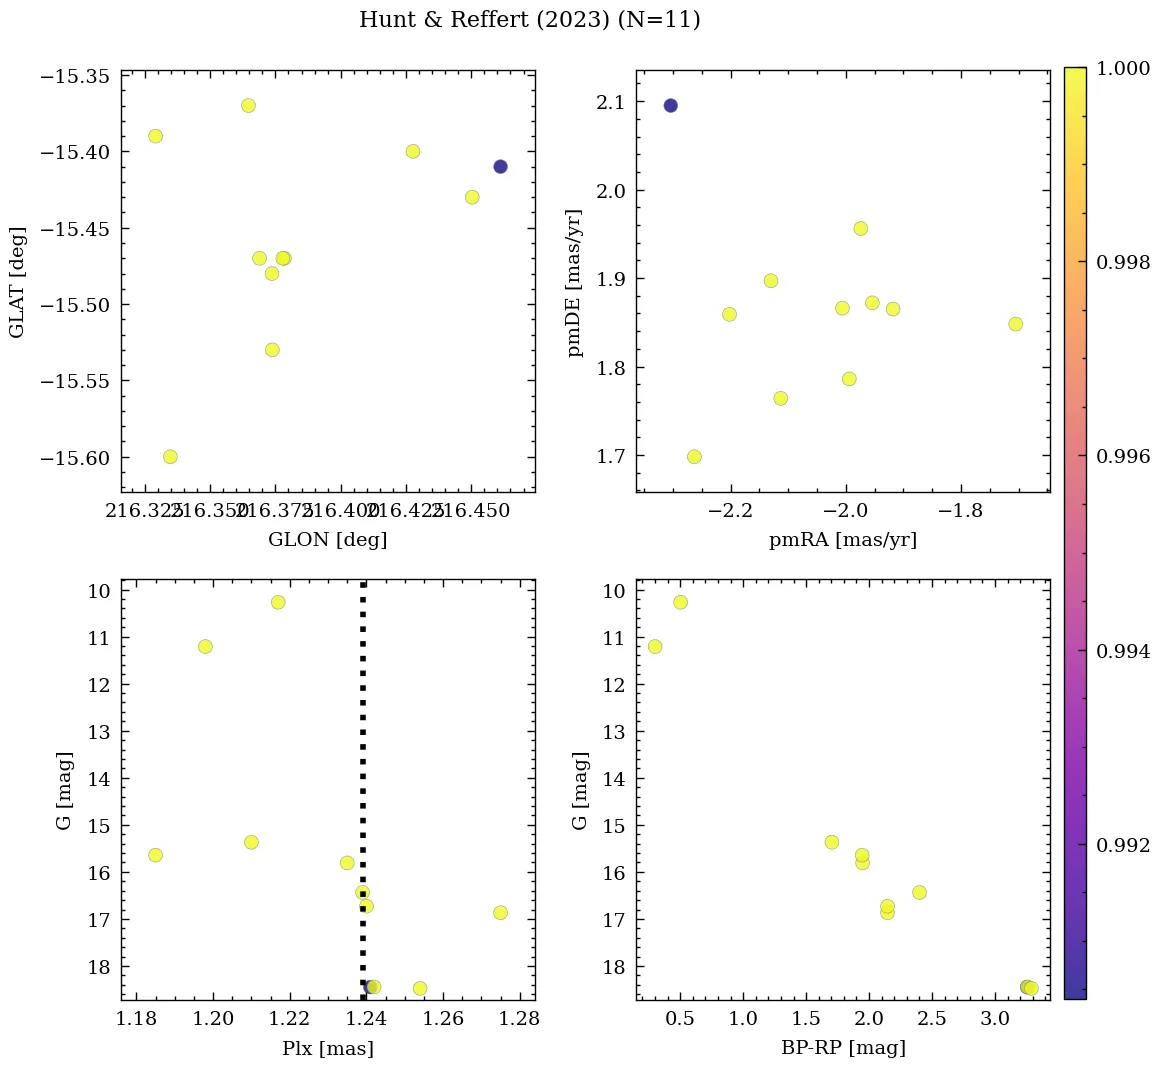 Hunt & Reffert (2023) (N=11)
−15.35
−15.40
−15.45
−15.50
−15.55
−15.60
GLAT [deg]
216.325 216.350 216.375 216.400 216.425 216.450
GLON [deg]
2.1
2.0
1.9
1.8
1.7
pmDE [mas/yr]
−2.2 −2.0 −1.8
pmRA [mas/yr]
10
11
12
13
14
15
16
17
18
G [mag]
1.18 1.20 1.22 1.24 1.26 1.28
Plx [mas]
10
11
12
13
14
15
16
17
18
G [mag]
0.5 1.0 1.5 2.0 2.5 3.0
BP-RP [mag]
1.000
0.998
0.996
0.994
0.992